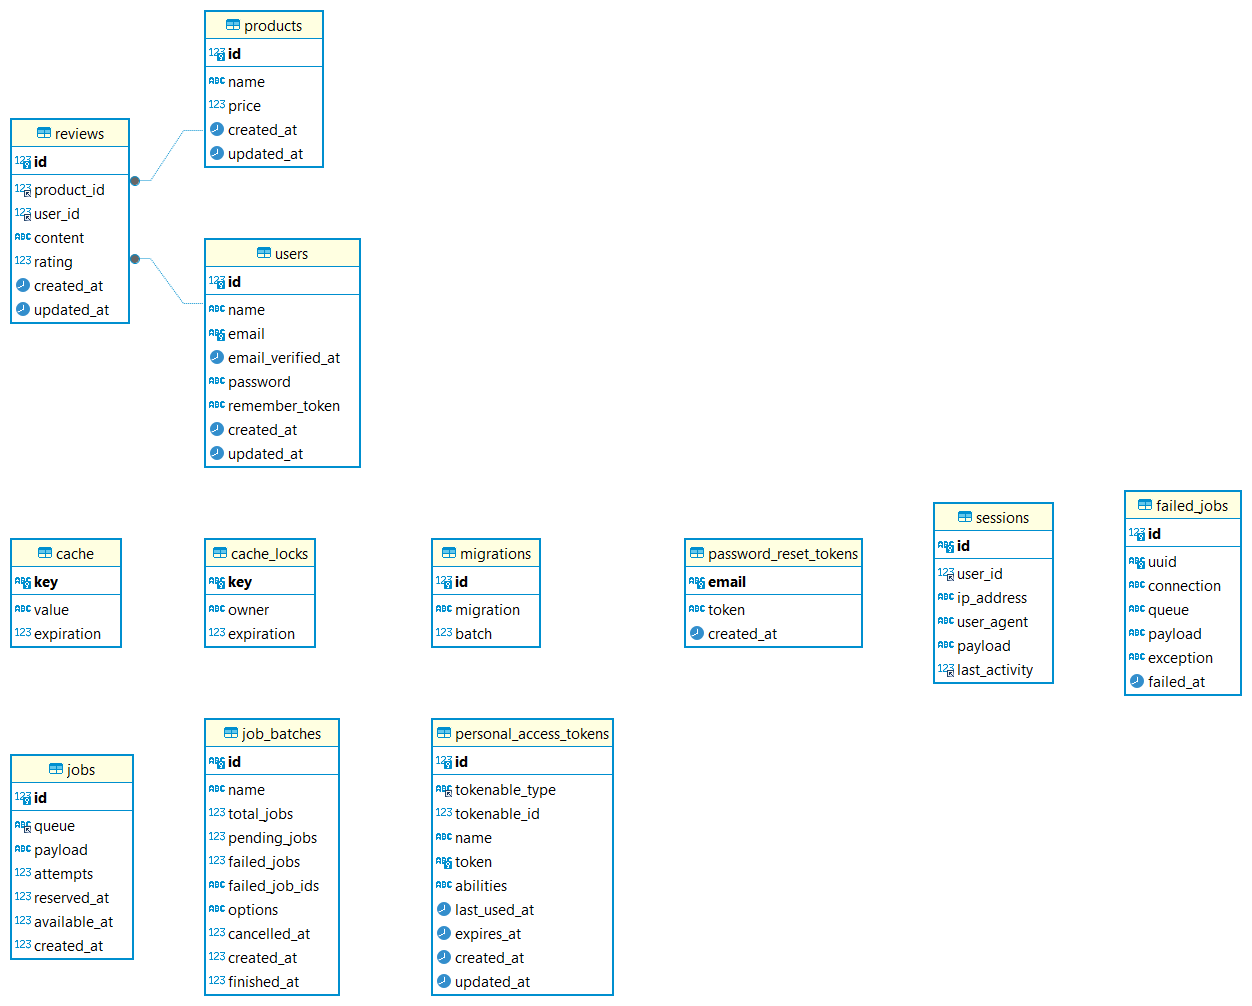 products
123 id
ABC name
123 price
created_at
updated_at
reviews
123 id
123 product_id
123 user_id
ABC content
123 rating
created_at
updated_at
users
123 id
ABC name
ABC email
email_verified_at
ABC password
ABC remember_token
created_at
updated_at
cache
ABC key
ABC value
123 expiration
cache_locks
ABC key
ABC owner
123 expiration
migrations
123 id
ABC migration
123 batch
password_reset_tokens
ABC email
ABC token
created_at
sessions
ABC id
123 user_id
ABC ip_address
ABC user_agent
ABC payload
123 last_activity
failed_jobs
123 id
ABC uuid
ABC connection
ABC queue
ABC payload
ABC exception
failed_at
jobs
123 id
ABC queue
ABC payload
123 attempts
123 reserved_at
123 available_at
123 created_at
job_batches
ABC id
ABC name
123 total_jobs
123 pending_jobs
123 failed_jobs
ABC failed_job_ids
ABC options
123 cancelled_at
123 created_at
123 finished_at
personal_access_tokens
123 id
ABC tokenable_type
123 tokenable_id
ABC name
ABC token
ABC abilities
last_used_at
expires_at
created_at
updated_at